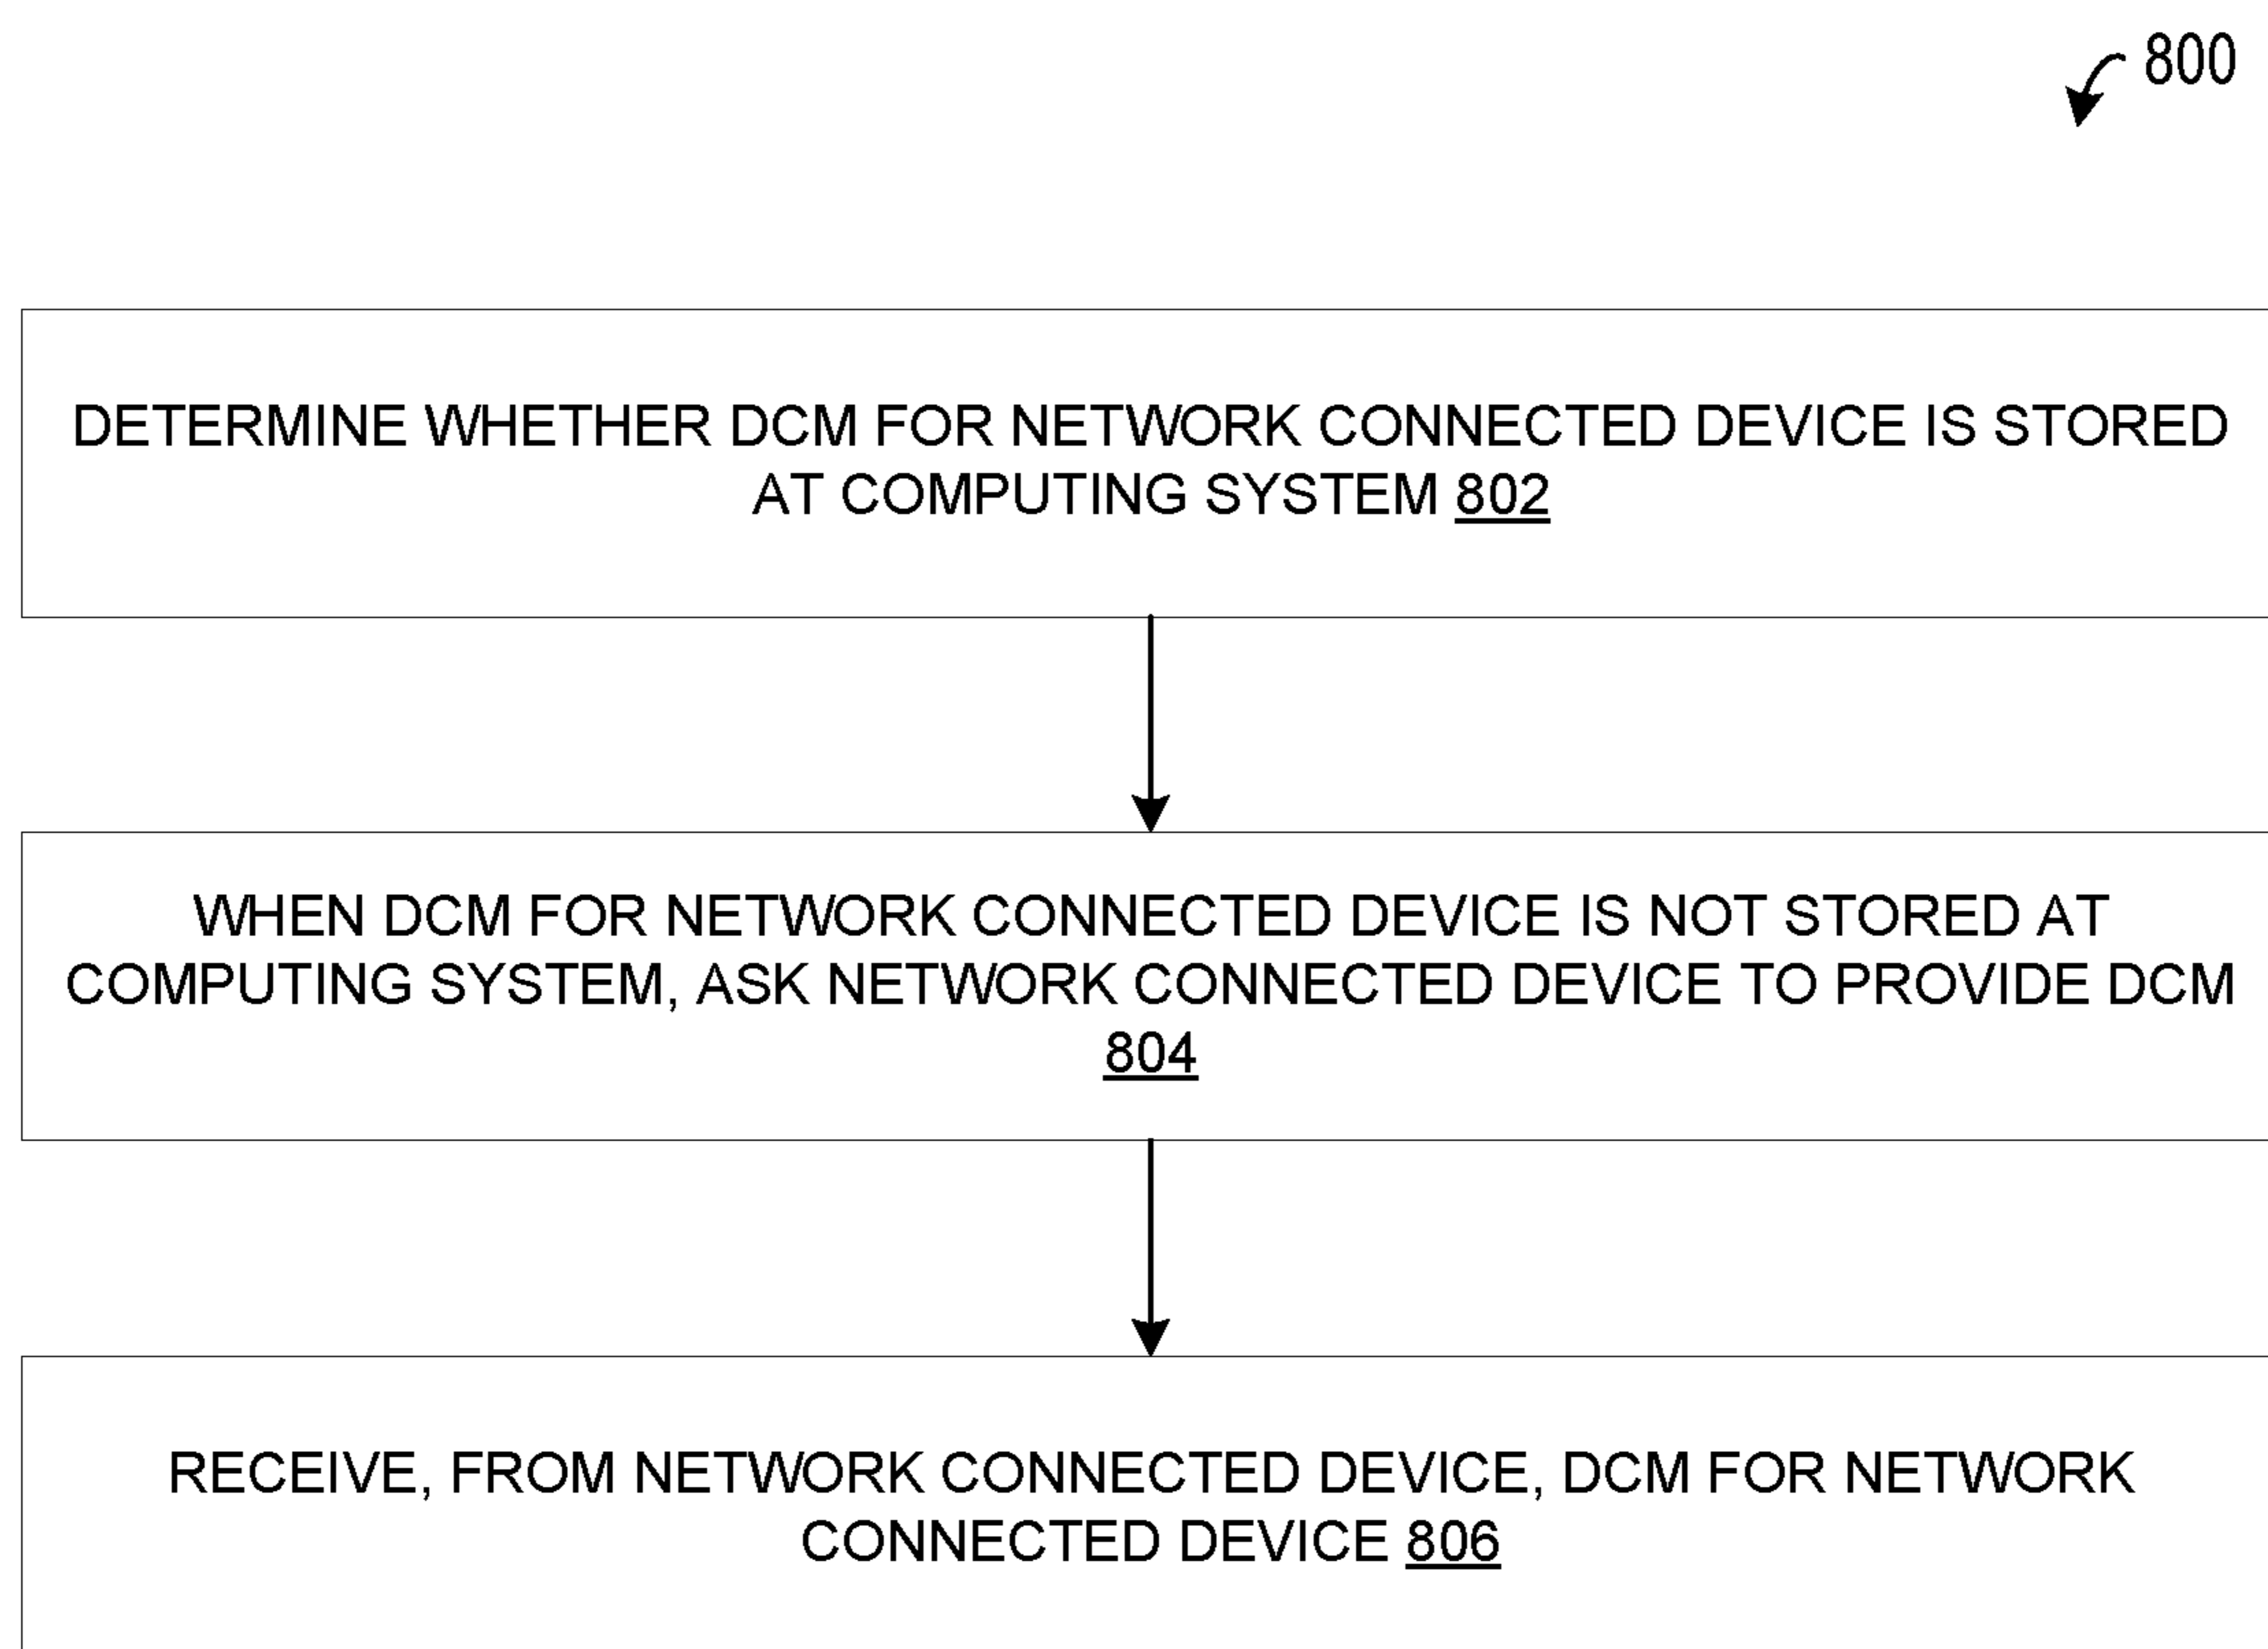 800
DETERMINE WHETHER DCM FOR NETWORK CONNECTED DEVICE IS STORED
AT COMPUTING SYSTEM 802
WHEN DCM FOR NETWORK CONNECTED DEVICE IS NOT STORED AT
COMPUTING SYSTEM, ASK NETWORK CONNECTED DEVICE TO PROVIDE DCM
804
RECEIVE, FROM NETWORK CONNECTED DEVICE, DCM FOR NETWORK
CONNECTED DEVICE 806